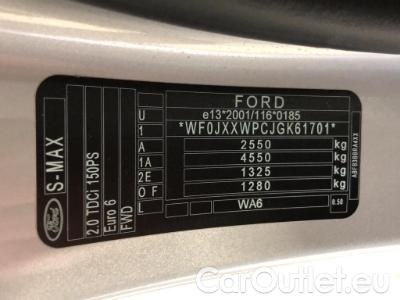 FORD
U e13*2001/116*0185
1 *WF0JXXWPCJGK61701*
A 2550 kg
1A 4550 kg
2E 1325 kg
OF 1280 kg
L WA6 0.50
Ford
S-MAX
2.0 TDCi 150PS
Euro 6
FWD
CarOutlet.eu